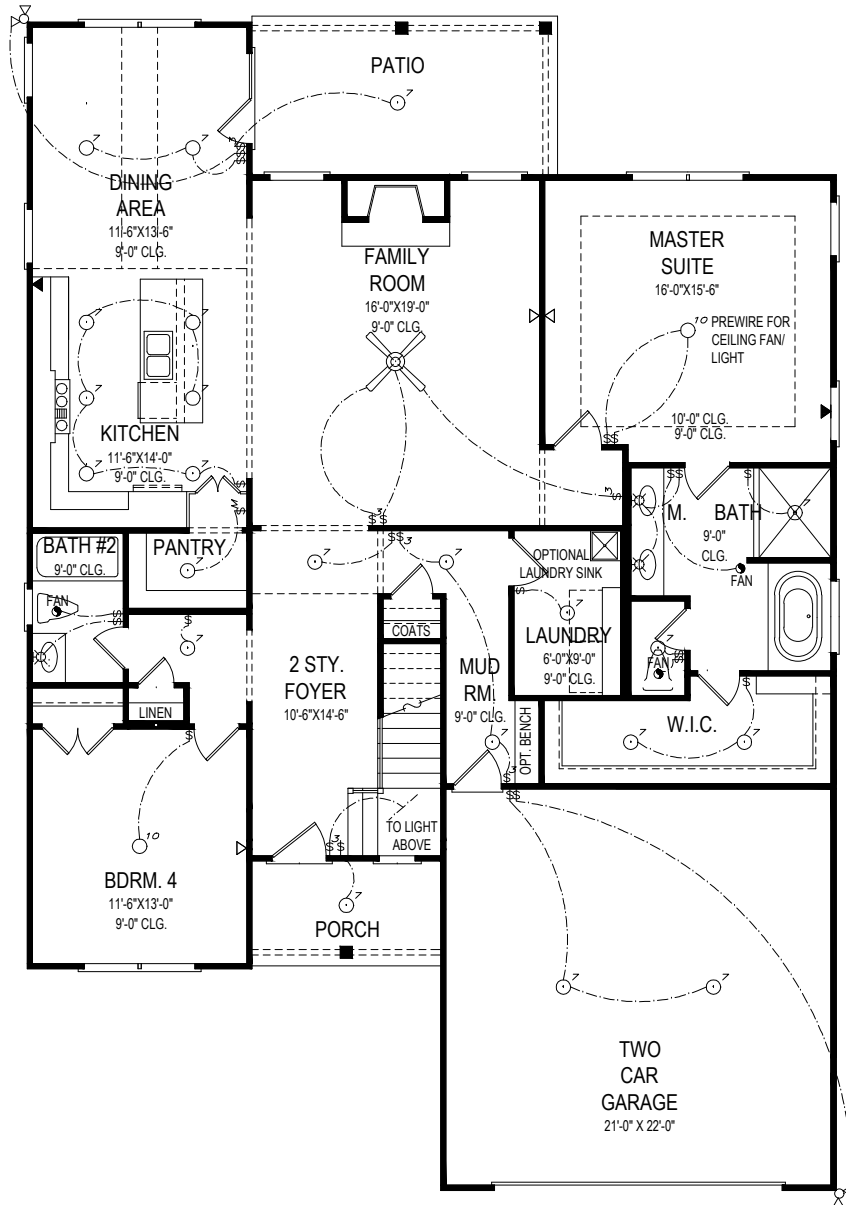 PATIO
DINING
AREA
11'-6"X13'-6"
9'-0" CLG.
FAMILY
ROOM
16'-0"X19'-0"
9'-0" CLG.
MASTER
SUITE
16'-0"X15'-6"
10 PREWIRE FOR
CEILING FAN/
LIGHT
10'-0" CLG.
9'-0" CLG.
KITCHEN
11'-6"X14'-0"
9'-0" CLG.
M. BATH
9'-0"
CLG.
FAN
BATH #2
9'-0" CLG.
FAN
PANTRY
OPTIONAL
LAUNDRY SINK
LAUNDRY
6'-0"X9'-0"
9'-0" CLG.
FAN
COATS
2 STY.
FOYER
10'-6"X14'-6"
MUD
RM.
9'-0" CLG.
OPT. BENCH
W.I.C.
LINEN
TO LIGHT
ABOVE
10
BDRM. 4
11'-6"X13'-0"
9'-0" CLG.
PORCH
TWO
CAR
GARAGE
21'-0" X 22'-0"